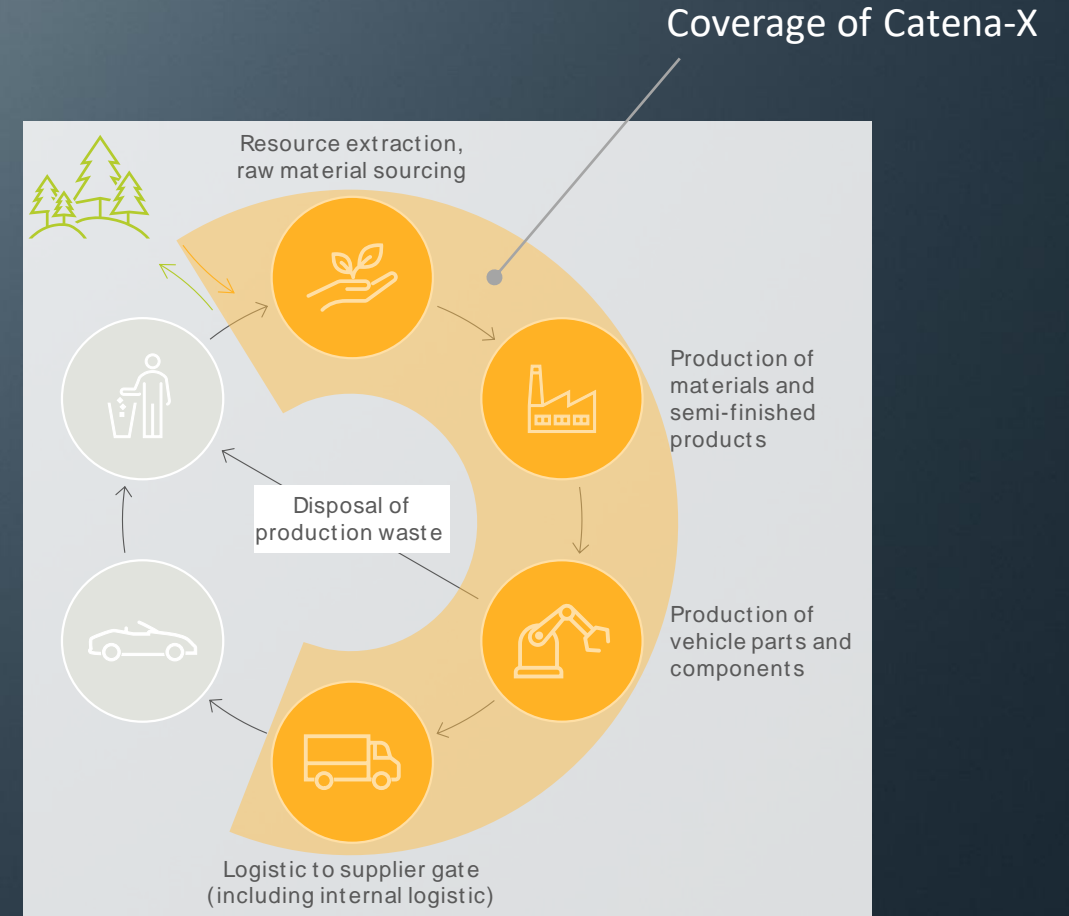 Coverage of Catena-X
Resource extraction,
raw material sourcing
Production of
materials and
semi-finished
products
Disposal of
production waste
Production of
vehicle parts and
components
Logistic to supplier gate
(including internal logistic)